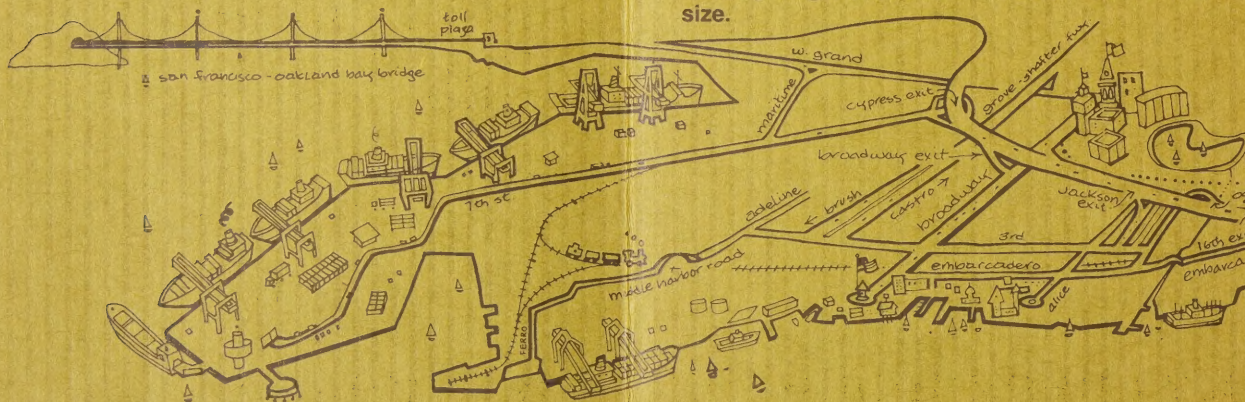 size.
toll
plaza
w. grand
san francisco - oakland bay bridge
grove-shafter fwy
maritime
cypress exit
broadway exit
7th st.
adeline
brush
castro
broadway
Jackson
exit
3rd
16th ex
middle harbor road
embarcadero
embarca
alice
FERRO